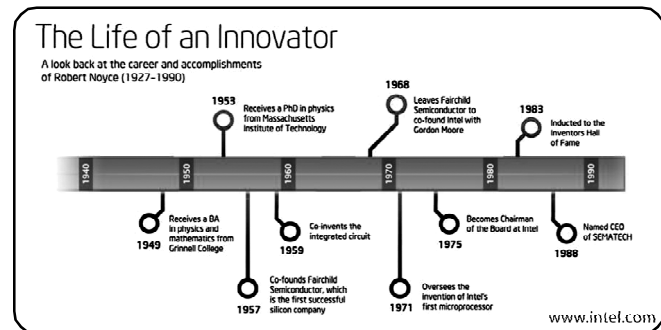 The Life of an Innovator
A look back at the career and accomplishments
of Robert Noyce (1927-1990)
1953
Receives a PhD in physics
from Massachusetts
Institute of Technology
1968
Leaves Fairchild
Semiconductor to
co-found Intel with
Gordon Moore
1983
Inducted to the
Inventors Hall
of Fame
1940
1950
1960
1970
1980
1990
1949
Receives a BA
in physics and
mathematics from
Grinnell College
1957
Co-founds Fairchild
Semiconductor, which
is the first successful
silicon company
1959
Co-invents the
integrated circuit
1971
Oversees the
invention of Intel's
first microprocessor
1975
Becomes Chairman
of the Board at Intel
1988
Named CEO
of SEMATECH
www.intel.com